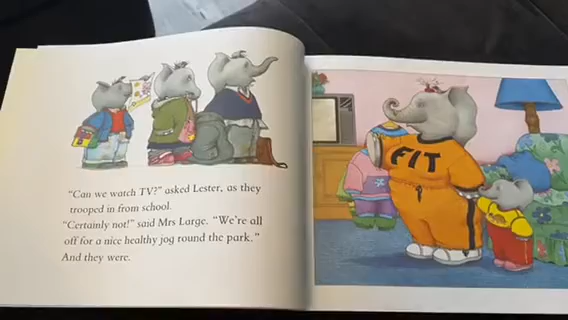 "Can we watch TV?" asked Lester, as they
trooped in from school.
"Certainly not!" said Mrs Large. "We're all
off for a nice healthy jog round the park."
And they were.
FIT